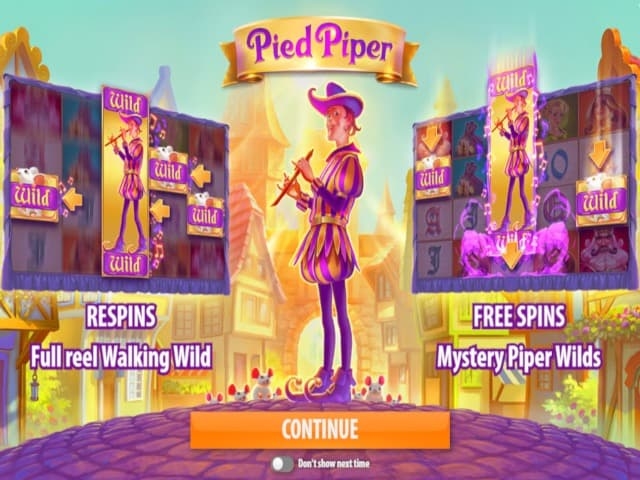 Pied Piper
Wild
Wild
Wild
Wild
Wild
Wild
Wild
Wild
Wild
RESPINS
Full reel Walking Wild
FREE SPINS
Mystery Piper Wilds
CONTINUE
Don't show next time